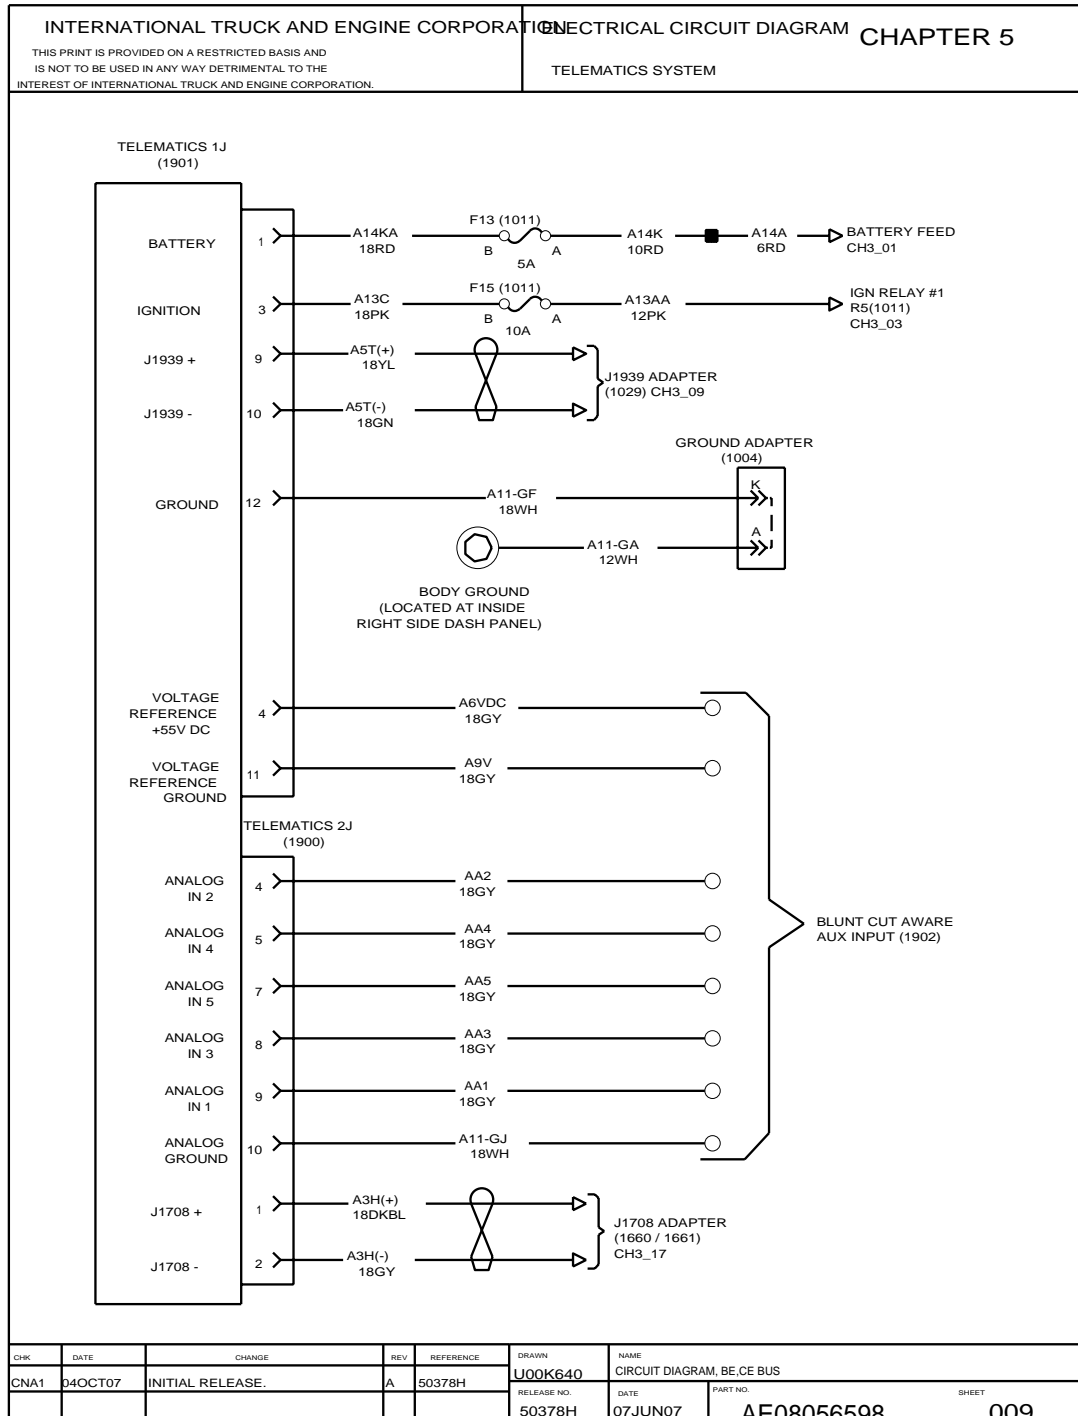 INTERNATIONAL TRUCK AND ENGINE CORPORATION
THIS PRINT IS PROVIDED ON A RESTRICTED BASIS AND
IS NOT TO BE USED IN ANY WAY DETRIMENTAL TO THE
INTEREST OF INTERNATIONAL TRUCK AND ENGINE CORPORATION.
ELECTRICAL CIRCUIT DIAGRAM
CHAPTER 5
TELEMATICS SYSTEM
TELEMATICS 1J
(1901)
BATTERY
1
A14KA
18RD
F13 (1011)
B
A
5A
A14K
10RD
A14A
6RD
BATTERY FEED
CH3_01
IGNITION
3
A13C
18PK
F15 (1011)
B
A
10A
A13AA
12PK
IGN RELAY #1
R5(1011)
CH3_03
J1939 +
9
A5T(+)
18YL
J1939 -
10
A5T(-)
18GN
J1939 ADAPTER
(1029) CH3_09
GROUND
12
A11-GF
18WH
GROUND ADAPTER
(1004)
K
A
A11-GA
12WH
BODY GROUND
(LOCATED AT INSIDE
RIGHT SIDE DASH PANEL)
VOLTAGE
REFERENCE
+55V DC
4
A6VDC
18GY
VOLTAGE
REFERENCE
GROUND
11
A9V
18GY
TELEMATICS 2J
(1900)
ANALOG
IN 2
4
AA2
18GY
ANALOG
IN 4
5
AA4
18GY
ANALOG
IN 5
7
AA5
18GY
ANALOG
IN 3
8
AA3
18GY
ANALOG
IN 1
9
AA1
18GY
ANALOG
GROUND
10
A11-GJ
18WH
BLUNT CUT AWARE
AUX INPUT (1902)
J1708 +
1
A3H(+)
18DKBL
J1708 -
2
A3H(-)
18GY
J1708 ADAPTER
(1660 / 1661)
CH3_17
CHK DATE CHANGE REV REFERENCE
CNA1 04OCT07 INITIAL RELEASE. A 50378H
DRAWN
U00K640
NAME
CIRCUIT DIAGRAM, BE,CE BUS
RELEASE NO.
50378H
DATE
07JUN07
PART NO.
AE08056598
SHEET
009